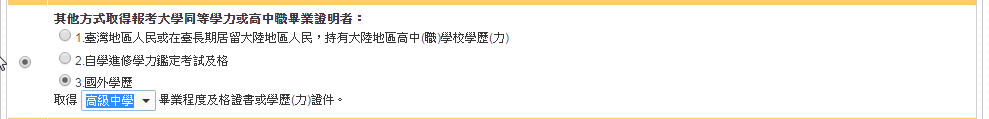 其他方式取得報考大學同等學力或高中職畢業證明者：
1.臺灣地區人民或在臺長期居留大陸地區人民，持有大陸地區高中(職)學校學歷(力)
2.自學進修學力鑑定考試及格
3.國外學歷
取得 高級中學 畢業程度及格證書或學歷(力)證件。